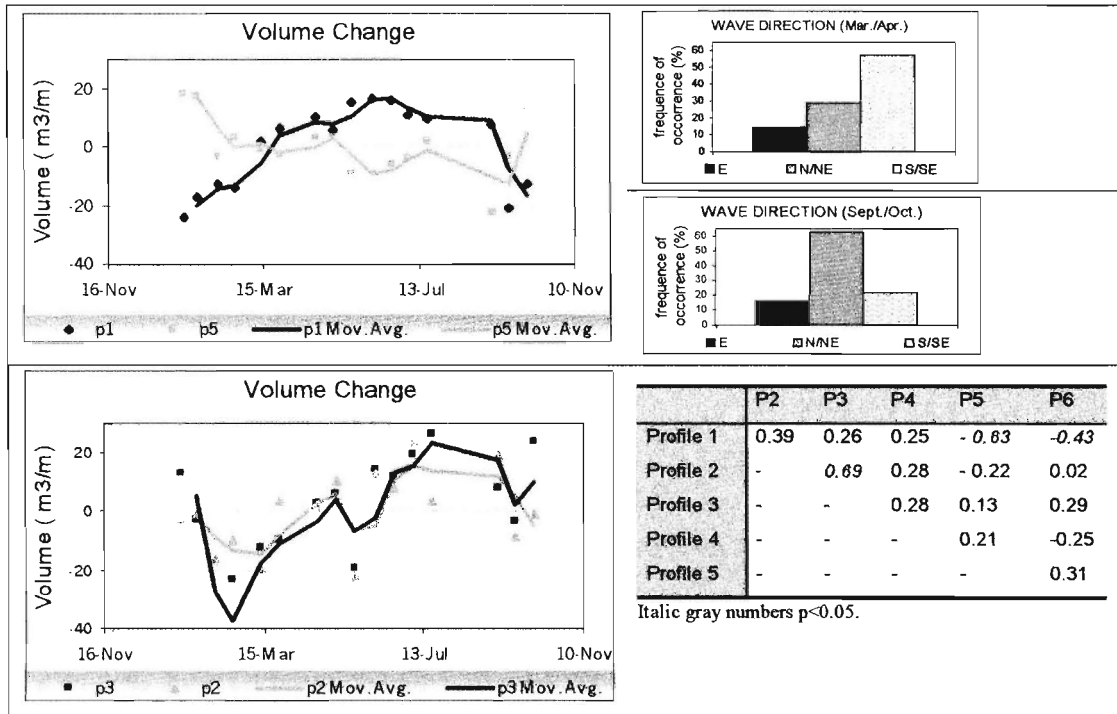 Volume Change
Volume ( m3/m)
20
0
-20
-40
16-Nov 15-Mar 13-Jul 10-Nov
p1 p5 p1 Mov.Avg. p5 Mov.Avg.
WAVE DIRECTION (Mar./Apr.)
frequence of occorrence (%)
60
50
40
30
20
10
0
E N/NE S/SE
WAVE DIRECTION (Sept./Oct.)
frequence of occorrence (%)
60
50
40
30
20
10
0
E N/NE S/SE
Volume Change
Volume ( m3/m)
20
0
-20
-40
16-Nov 15-Mar 13-Jul 10-Nov
p3 p2 p2 Mov.Avg. p3 Mov.Avg.
P2 P3 P4 P5 P6
Profile 1 0.39 0.26 0.25 - 0.63 -0.43
Profile 2 - 0.69 0.28 - 0.22 0.02
Profile 3 - - 0.28 0.13 0.29
Profile 4 - - - 0.21 -0.25
Profile 5 - - - - 0.31
Italic gray numbers p<0.05.